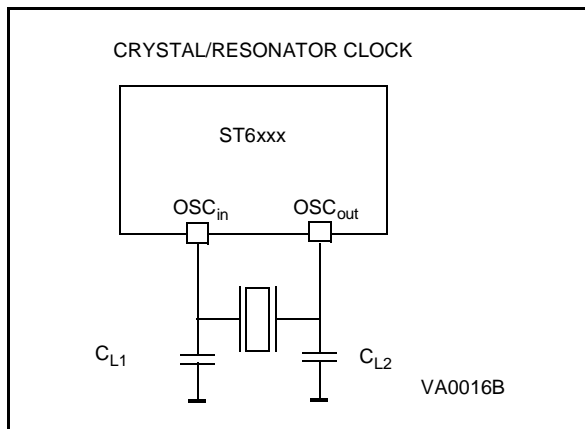 CRYSTAL/RESONATOR CLOCK
ST6xxx
OSCin OSCout
CL1 CL2
VA0016B